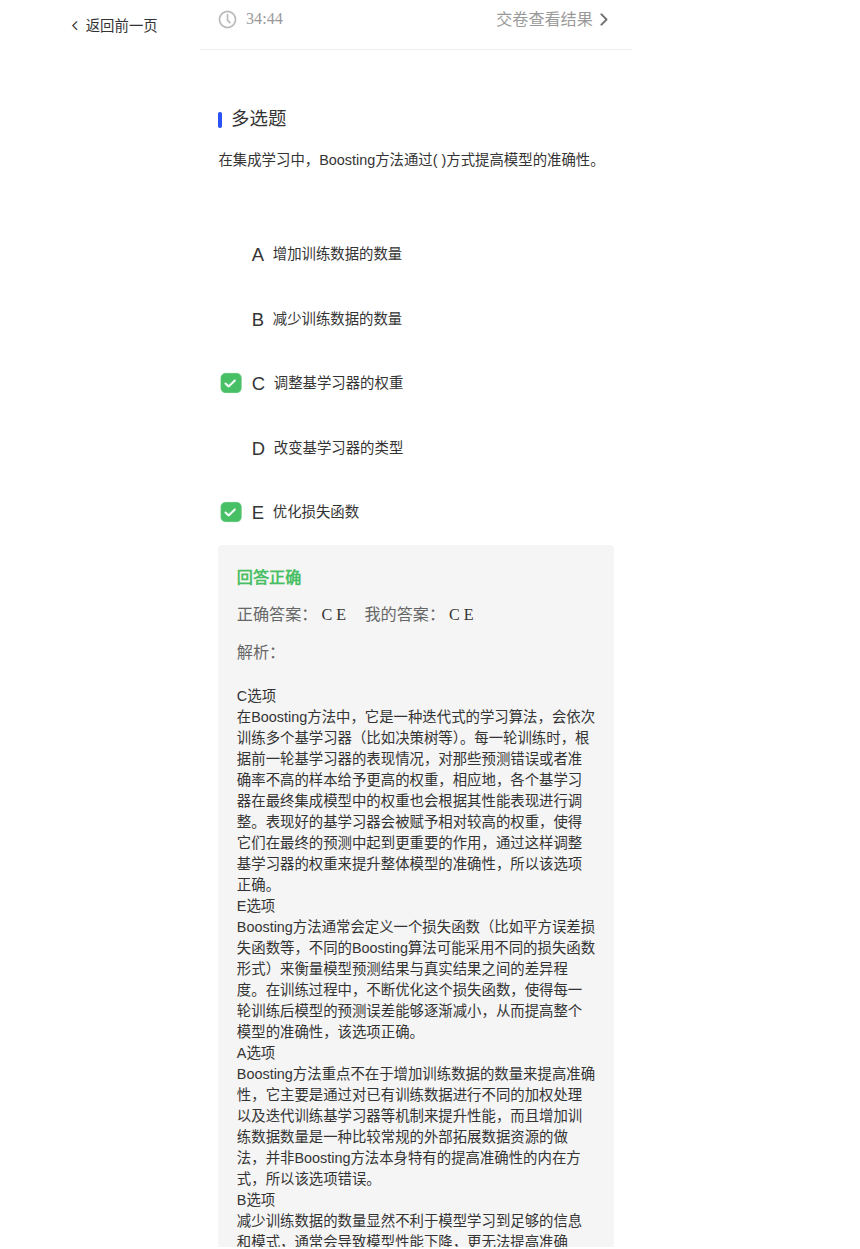 返回前一页
34:44
交卷查看结果
多选题
在集成学习中，Boosting方法通过( )方式提高模型的准确性。
A 增加训练数据的数量
B 减少训练数据的数量
C 调整基学习器的权重
D 改变基学习器的类型
E 优化损失函数
回答正确
正确答案： C E 我的答案： C E
解析：
C选项
在Boosting方法中，它是一种迭代式的学习算法，会依次
训练多个基学习器（比如决策树等）。每一轮训练时，根
据前一轮基学习器的表现情况，对那些预测错误或者准
确率不高的样本给予更高的权重，相应地，各个基学习
器在最终集成模型中的权重也会根据其性能表现进行调
整。表现好的基学习器会被赋予相对较高的权重，使得
它们在最终的预测中起到更重要的作用，通过这样调整
基学习器的权重来提升整体模型的准确性，所以该选项
正确。
E选项
Boosting方法通常会定义一个损失函数（比如平方误差损
失函数等，不同的Boosting算法可能采用不同的损失函数
形式）来衡量模型预测结果与真实结果之间的差异程
度。在训练过程中，不断优化这个损失函数，使得每一
轮训练后模型的预测误差能够逐渐减小，从而提高整个
模型的准确性，该选项正确。
A选项
Boosting方法重点不在于增加训练数据的数量来提高准确
性，它主要是通过对已有训练数据进行不同的加权处理
以及迭代训练基学习器等机制来提升性能，而且增加训
练数据数量是一种比较常规的外部拓展数据资源的做
法，并非Boosting方法本身特有的提高准确性的内在方
式，所以该选项错误。
B选项
减少训练数据的数量显然不利于模型学习到足够的信息
和模式，通常会导致模型性能下降，更无法提高准确